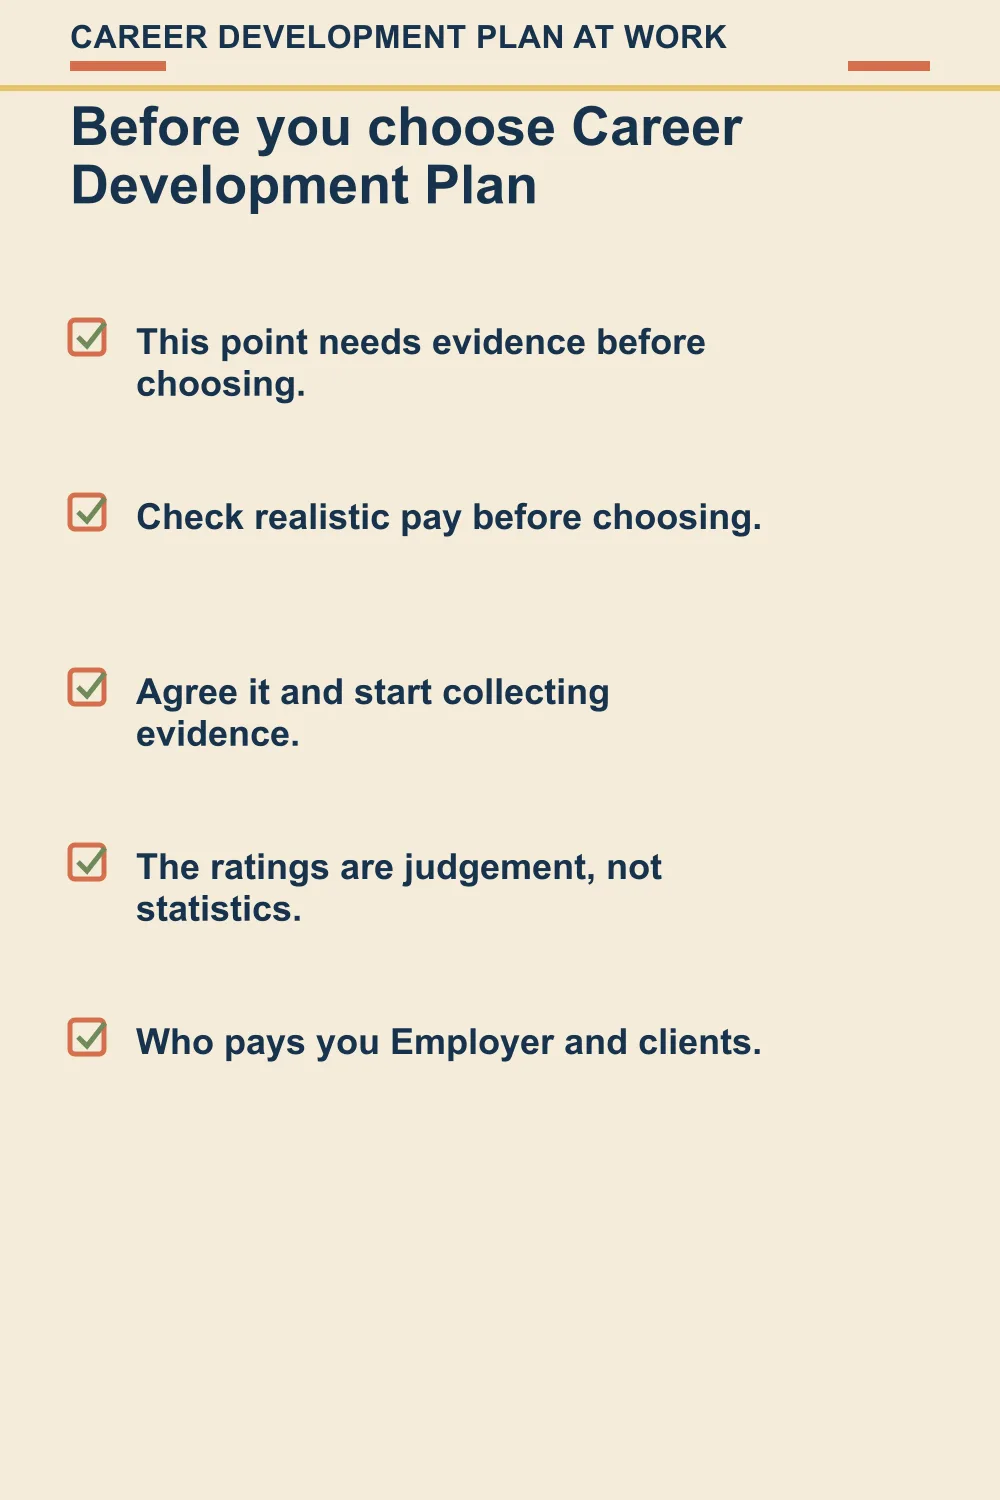 CAREER DEVELOPMENT PLAN AT WORK
Before you choose Career
Development Plan
This point needs evidence before
choosing.
Check realistic pay before choosing.
Agree it and start collecting
evidence.
The ratings are judgement, not
statistics.
Who pays you Employer and clients.